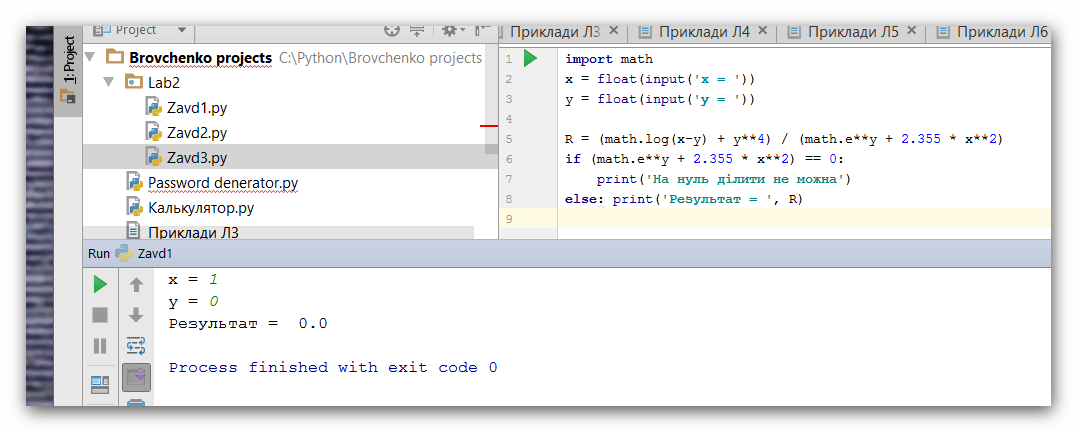 Project
Приклади Л3
Приклади Л4
Приклади Л5
Приклади Л6
1: Project
Brovchenko projects C:\Python\Brovchenko projects
Lab2
Zavd1.py
Zavd2.py
Zavd3.py
Password denerator.py
Калькулятор.py
Приклади Л3
1 import math
2 x = float(input('x = '))
3 y = float(input('y = '))
4
5 R = (math.log(x-y) + y**4) / (math.e**y + 2.355 * x**2)
6 if (math.e**y + 2.355 * x**2) == 0:
7 print('На нуль ділити не можна')
8 else: print('Результат = ', R)
9
Run Zavd1
x = 1
y = 0
Результат = 0.0
Process finished with exit code 0